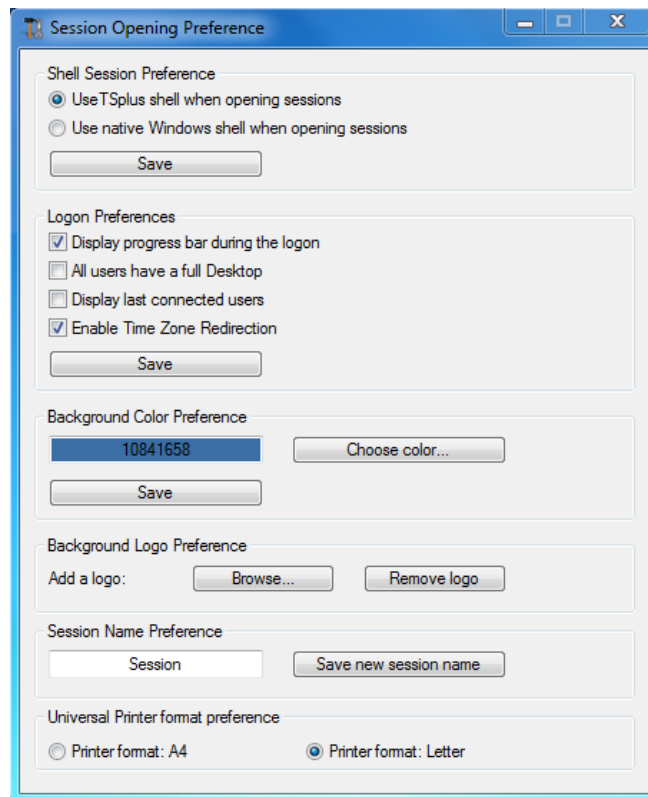 Session Opening Preference
Shell Session Preference
Use TSplus shell when opening sessions
Use native Windows shell when opening sessions
Save
Logon Preferences
Display progress bar during the logon
All users have a full Desktop
Display last connected users
Enable Time Zone Redirection
Save
Background Color Preference
10841658 Choose color...
Save
Background Logo Preference
Add a logo: Browse... Remove logo
Session Name Preference
Session Save new session name
Universal Printer format preference
Printer format: A4 Printer format: Letter